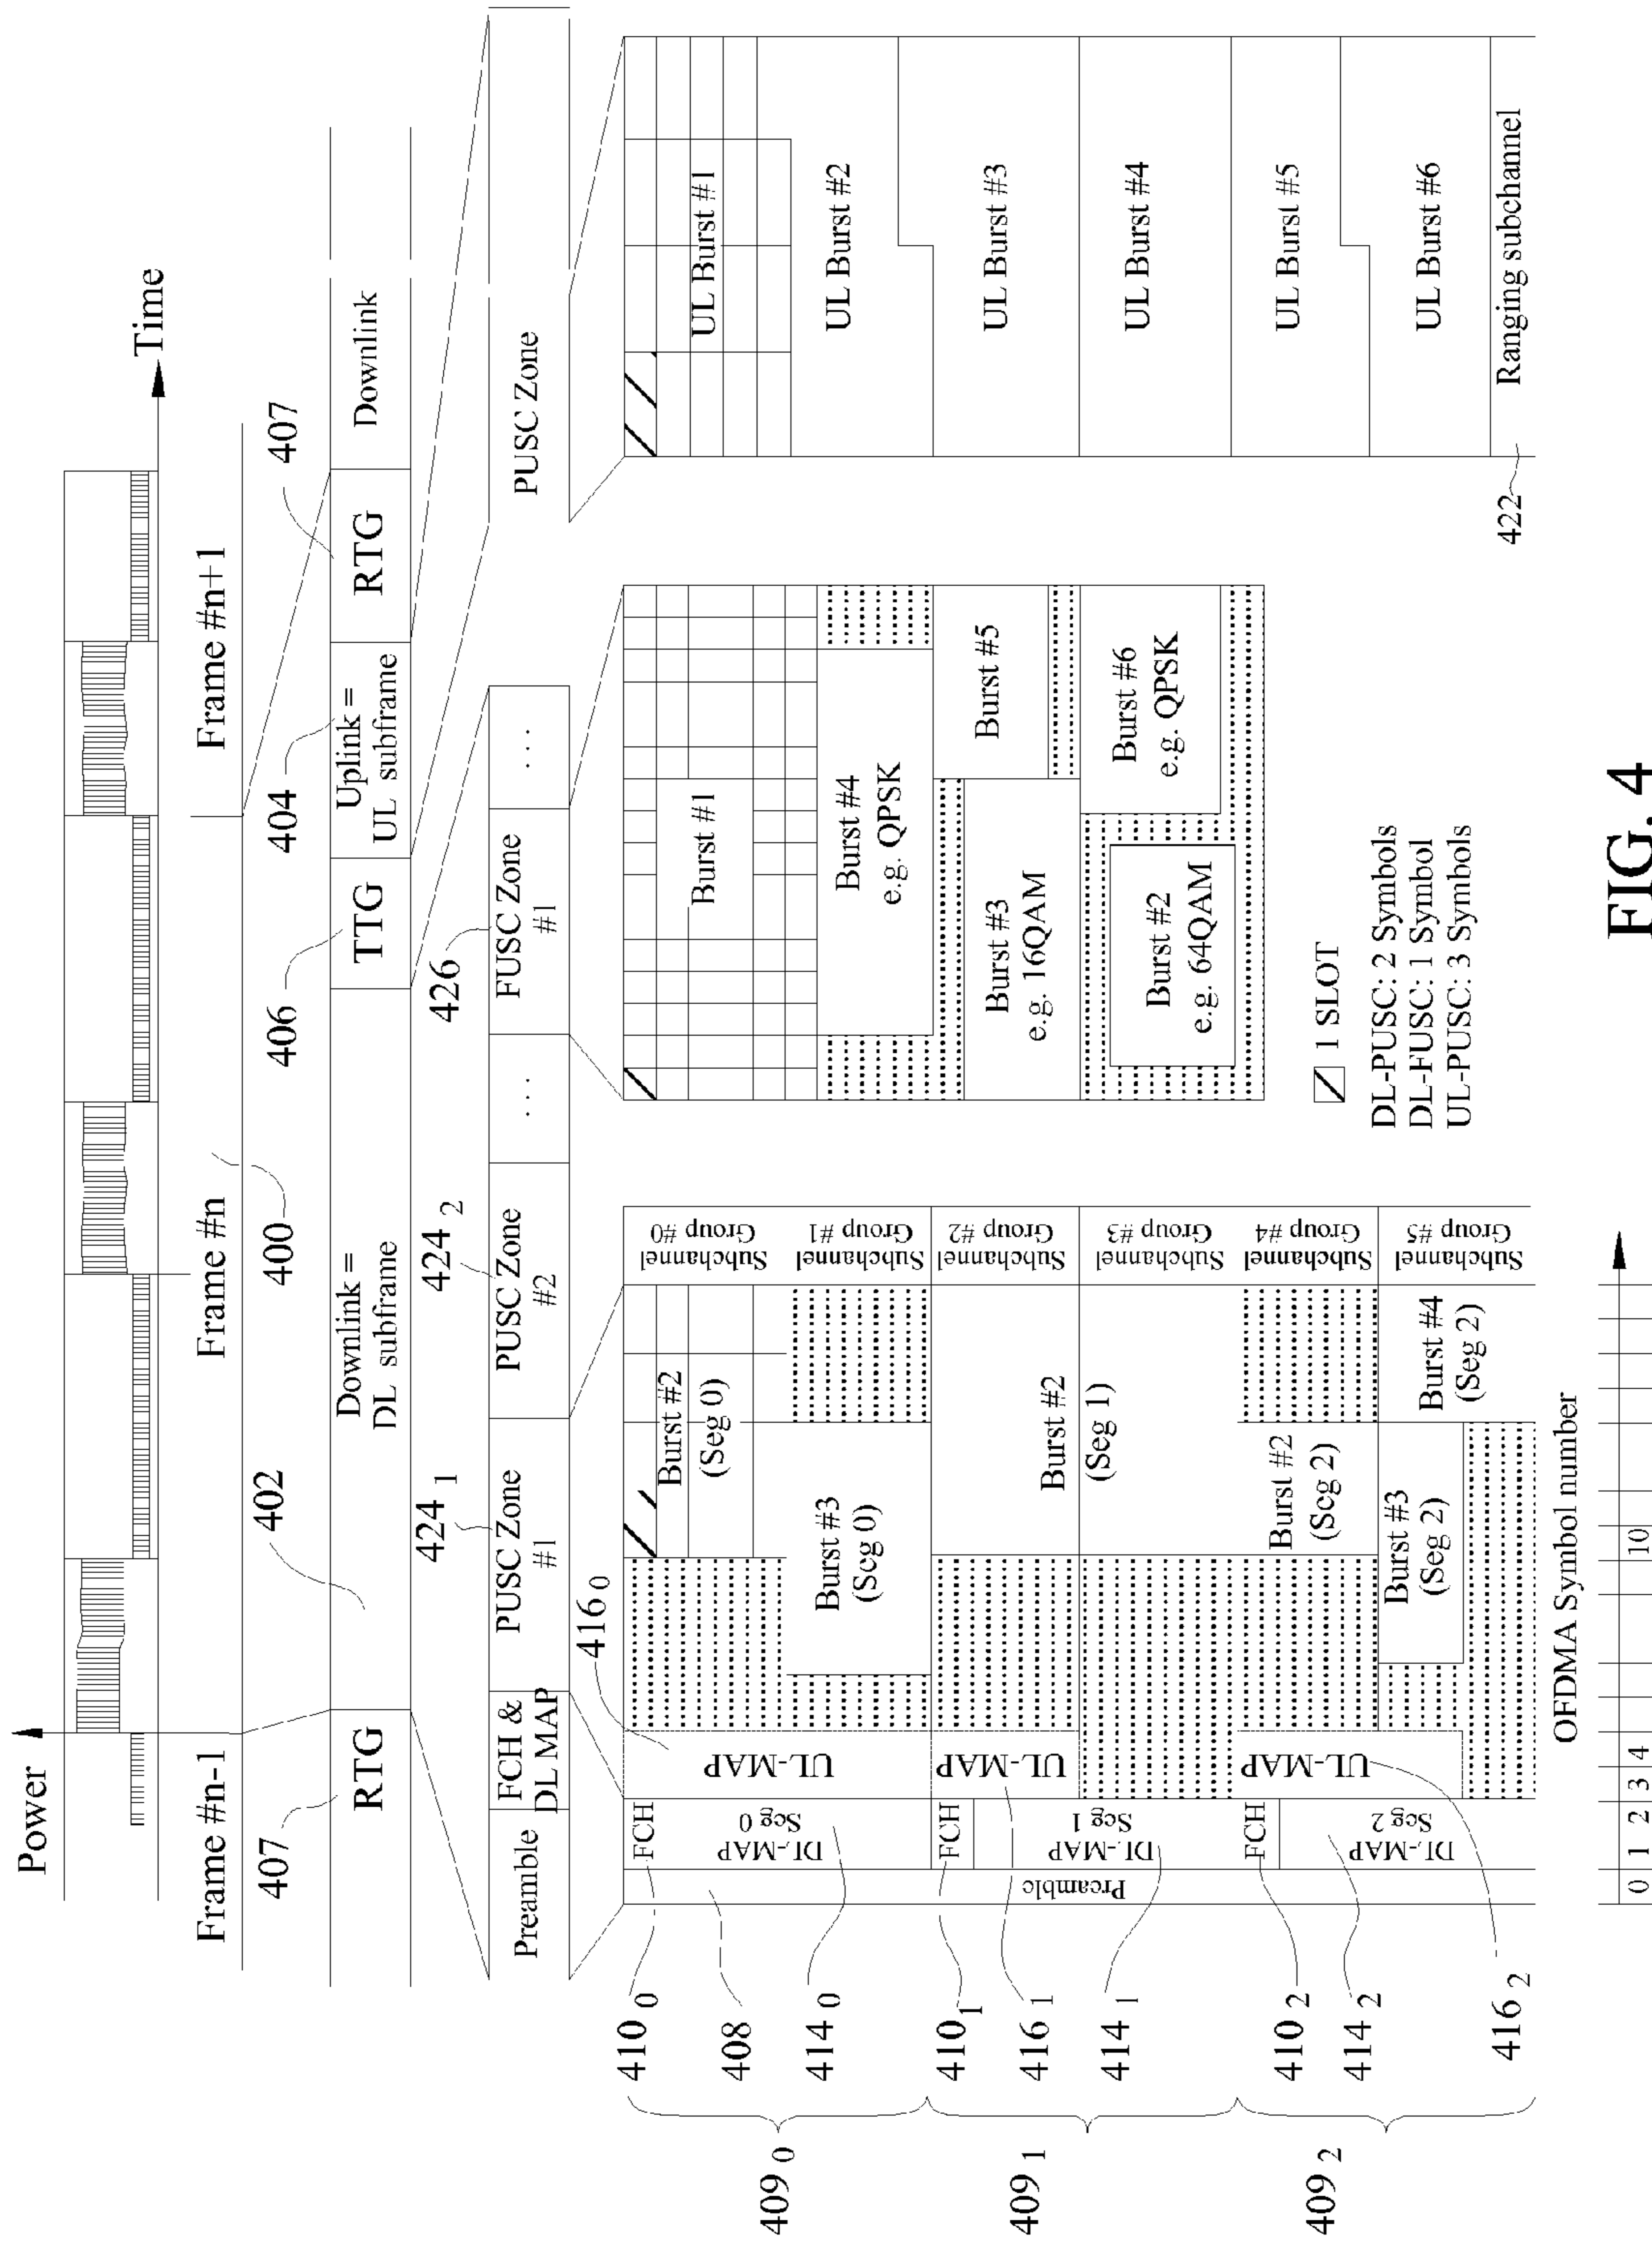 Power
Time
Frame #n-1
Frame #n
Frame #n+1
407
402
400
406
404
407
RTG
Downlink =
DL subframe
TTG
Uplink =
UL subframe
RTG
Downlink
424 1
424 2
426
Preamble
FCH &
DL MAP
PUSC Zone
#1
PUSC Zone
#2
. . .
FUSC Zone
#1
. . .
PUSC Zone
416 0
410 0
408
414 0
410 1
416 1
414 1
410 2
414 2
416 2
409 0
409 1
409 2
Preamble
FCH
DL-MAP
Seg 0
UL-MAP
FCH
DL-MAP
Seg 1
UL-MAP
FCH
DL-MAP
Seg 2
UL-MAP
Burst #2
(Seg 0)
Burst #3
(Seg 0)
Burst #2
(Seg 1)
Burst #2
(Seg 2)
Burst #3
(Seg 2)
Burst #4
(Seg 2)
Subchannel
Group #0
Subchannel
Group #1
Subchannel
Group #2
Subchannel
Group #3
Subchannel
Group #4
Subchannel
Group #5
OFDMA Symbol number
0 1 2 3 4 10
Burst #1
Burst #4
e.g. QPSK
Burst #3
e.g. 16QAM
Burst #5
Burst #2
e.g. 64QAM
Burst #6
e.g. QPSK
1 SLOT
DL-PUSC: 2 Symbols
DL-FUSC: 1 Symbol
UL-PUSC: 3 Symbols
UL Burst #1
UL Burst #2
UL Burst #3
UL Burst #4
UL Burst #5
UL Burst #6
Ranging subchannel
422
FIG. 4